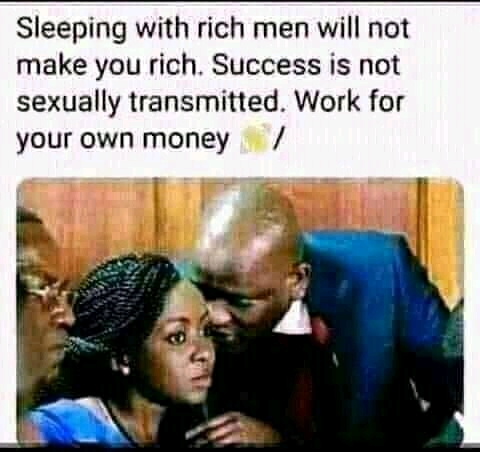 Sleeping with rich men will not
make you rich. Success is not
sexually transmitted. Work for
your own money 👏/